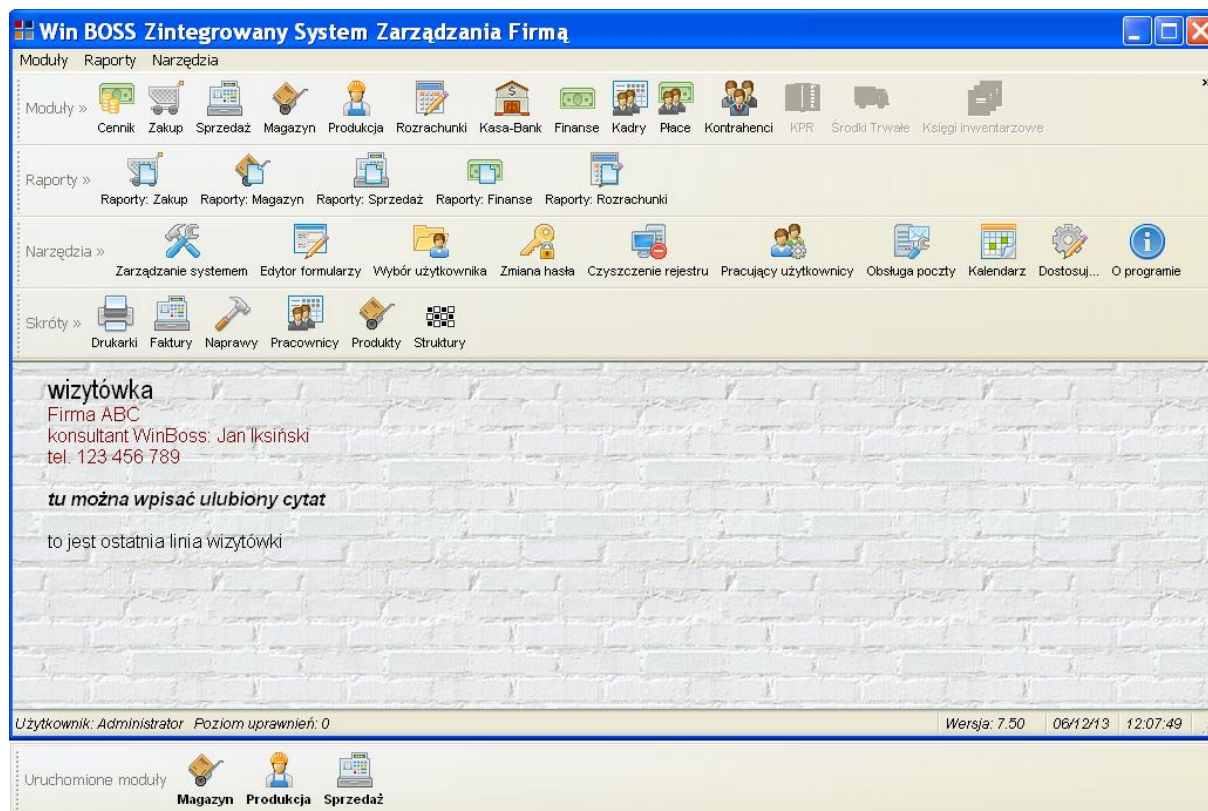 Win BOSS Zintegrowany System Zarządzania Firmą
Moduły Raporty Narzędzia
Moduły »
Cennik Zakup Sprzedaż Magazyn Produkcja Rozrachunki Kasa-Bank Finanse Kadry Płace Kontrahenci KPR Środki Trwałe Księgi inwentarzowe
Raporty »
Raporty: Zakup Raporty: Magazyn Raporty: Sprzedaż Raporty: Finanse Raporty: Rozrachunki
Narzędzia »
Zarządzanie systemem Edytor formularzy Wybór użytkownika Zmiana hasła Czyszczenie rejestru Pracujący użytkownicy Obsługa poczty Kalendarz Dostosuj... O programie
Skróty »
Drukarki Faktury Naprawy Pracownicy Produkty Struktury
wizytówka
Firma ABC
konsultant WinBoss: Jan Iksiński
tel. 123 456 789
tu można wpisać ulubiony cytat
to jest ostatnia linia wizytówki
Użytkownik: Administrator Poziom uprawnień: 0 Wersja: 7.50 06/12/13 12:07:49
Uruchomione moduły
Magazyn Produkcja Sprzedaż